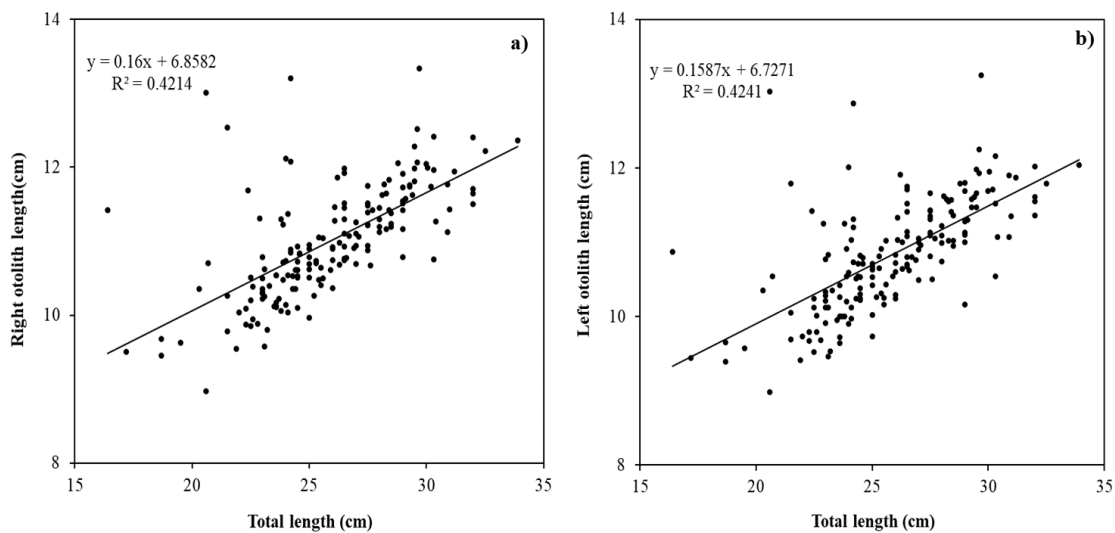 a)
y = 0.16x + 6.8582
R² = 0.4214
Right otolith length(cm)
14
12
10
8
15 20 25 30 35
Total length (cm)
b)
y = 0.1587x + 6.7271
R² = 0.4241
Left otolith length (cm)
14
12
10
8
15 20 25 30 35
Total length (cm)